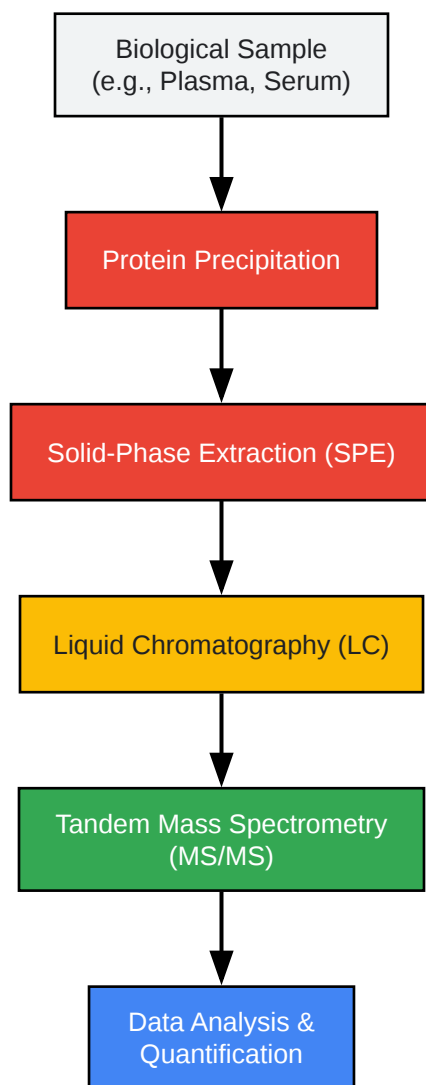 Biological Sample
(e.g., Plasma, Serum)
Protein Precipitation
Solid-Phase Extraction (SPE)
Liquid Chromatography (LC)
Tandem Mass Spectrometry
(MS/MS)
Data Analysis &
Quantification